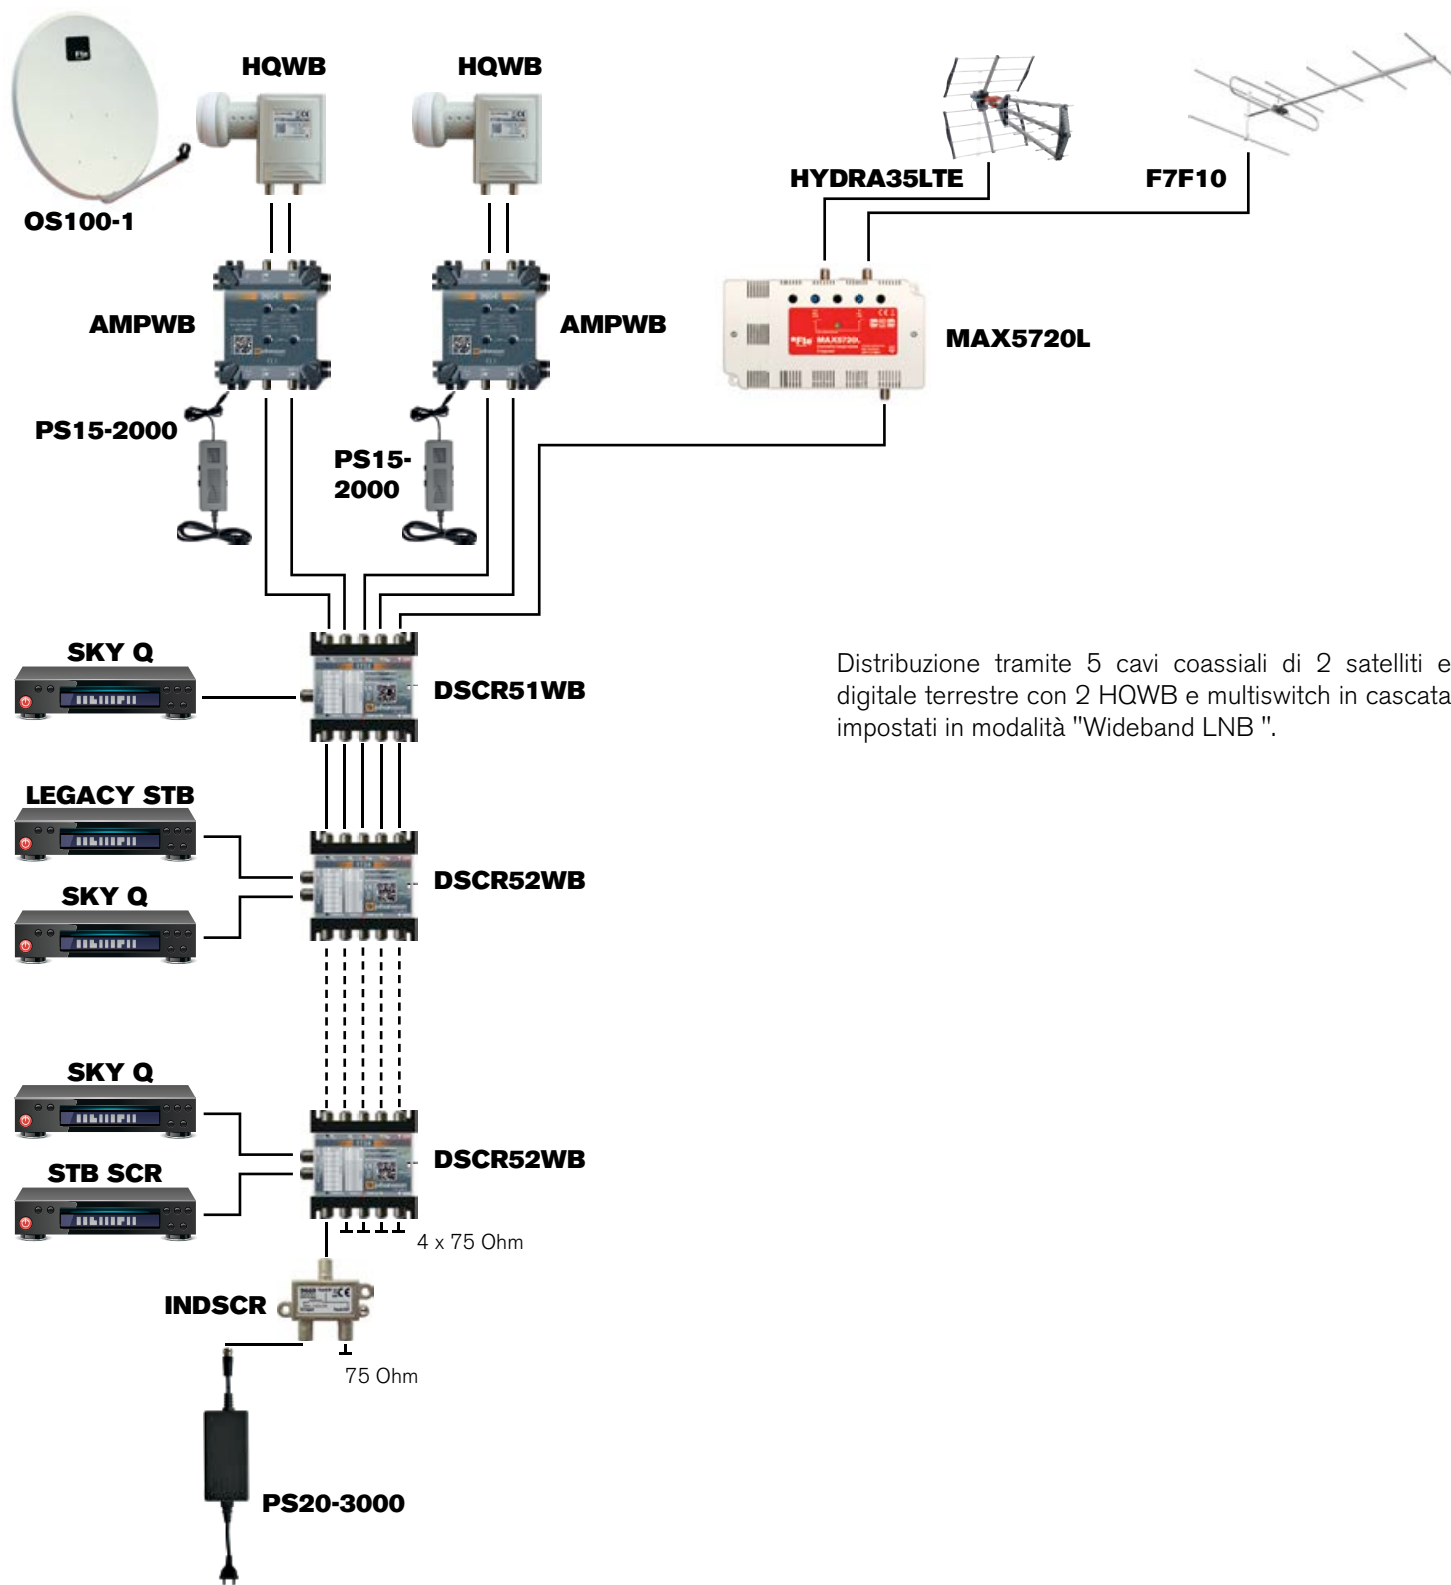 HQWB
HQWB
OS100-1
HYDRA35LTE
F7F10
AMPWB
AMPWB
MAX5720L
Fte
MAX5720L
PS15-2000
PS15-
2000
SKY Q
DSCR51WB
Distribuzione tramite 5 cavi coassiali di 2 satelliti e
digitale terrestre con 2 HQWB e multiswitch in cascata
impostati in modalità "Wideband LNB ".
LEGACY STB
DSCR52WB
SKY Q
SKY Q
DSCR52WB
STB SCR
4 x 75 Ohm
INDSCR
75 Ohm
PS20-3000